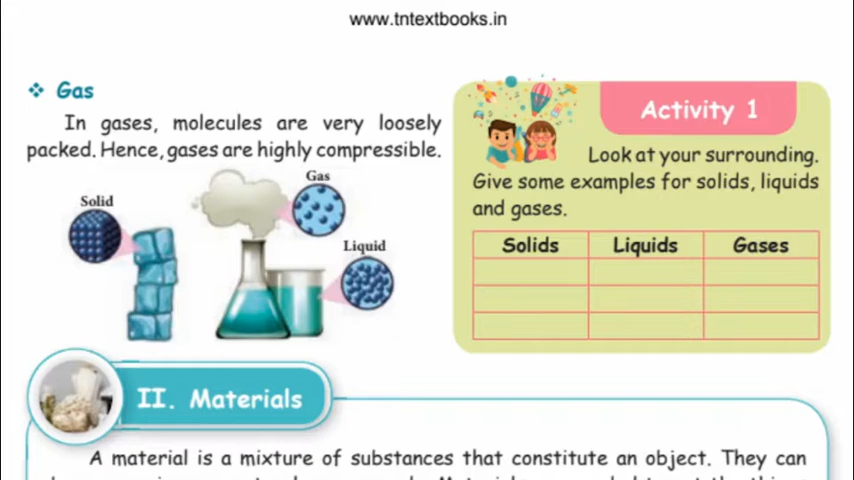 www.tntextbooks.in
❖ Gas
In gases, molecules are very loosely
packed. Hence, gases are highly compressible.
Solid
Gas
Liquid
Activity 1
Look at your surrounding.
Give some examples for solids, liquids
and gases.
Solids Liquids Gases
II. Materials
A material is a mixture of substances that constitute an object. They can